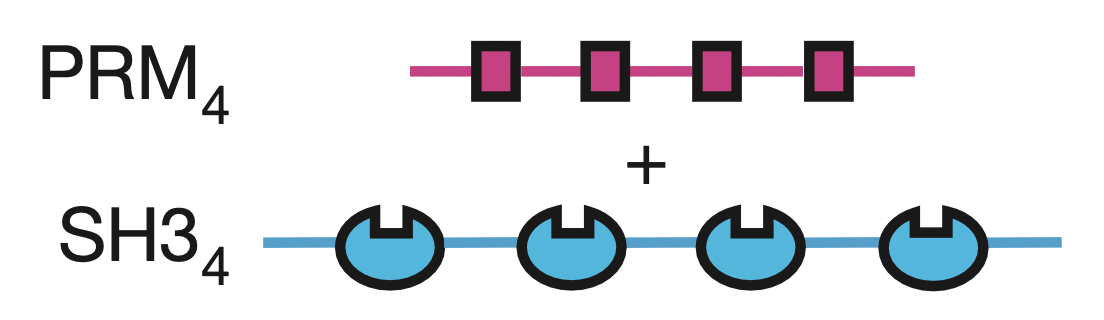 PRM₄
+
SH3₄